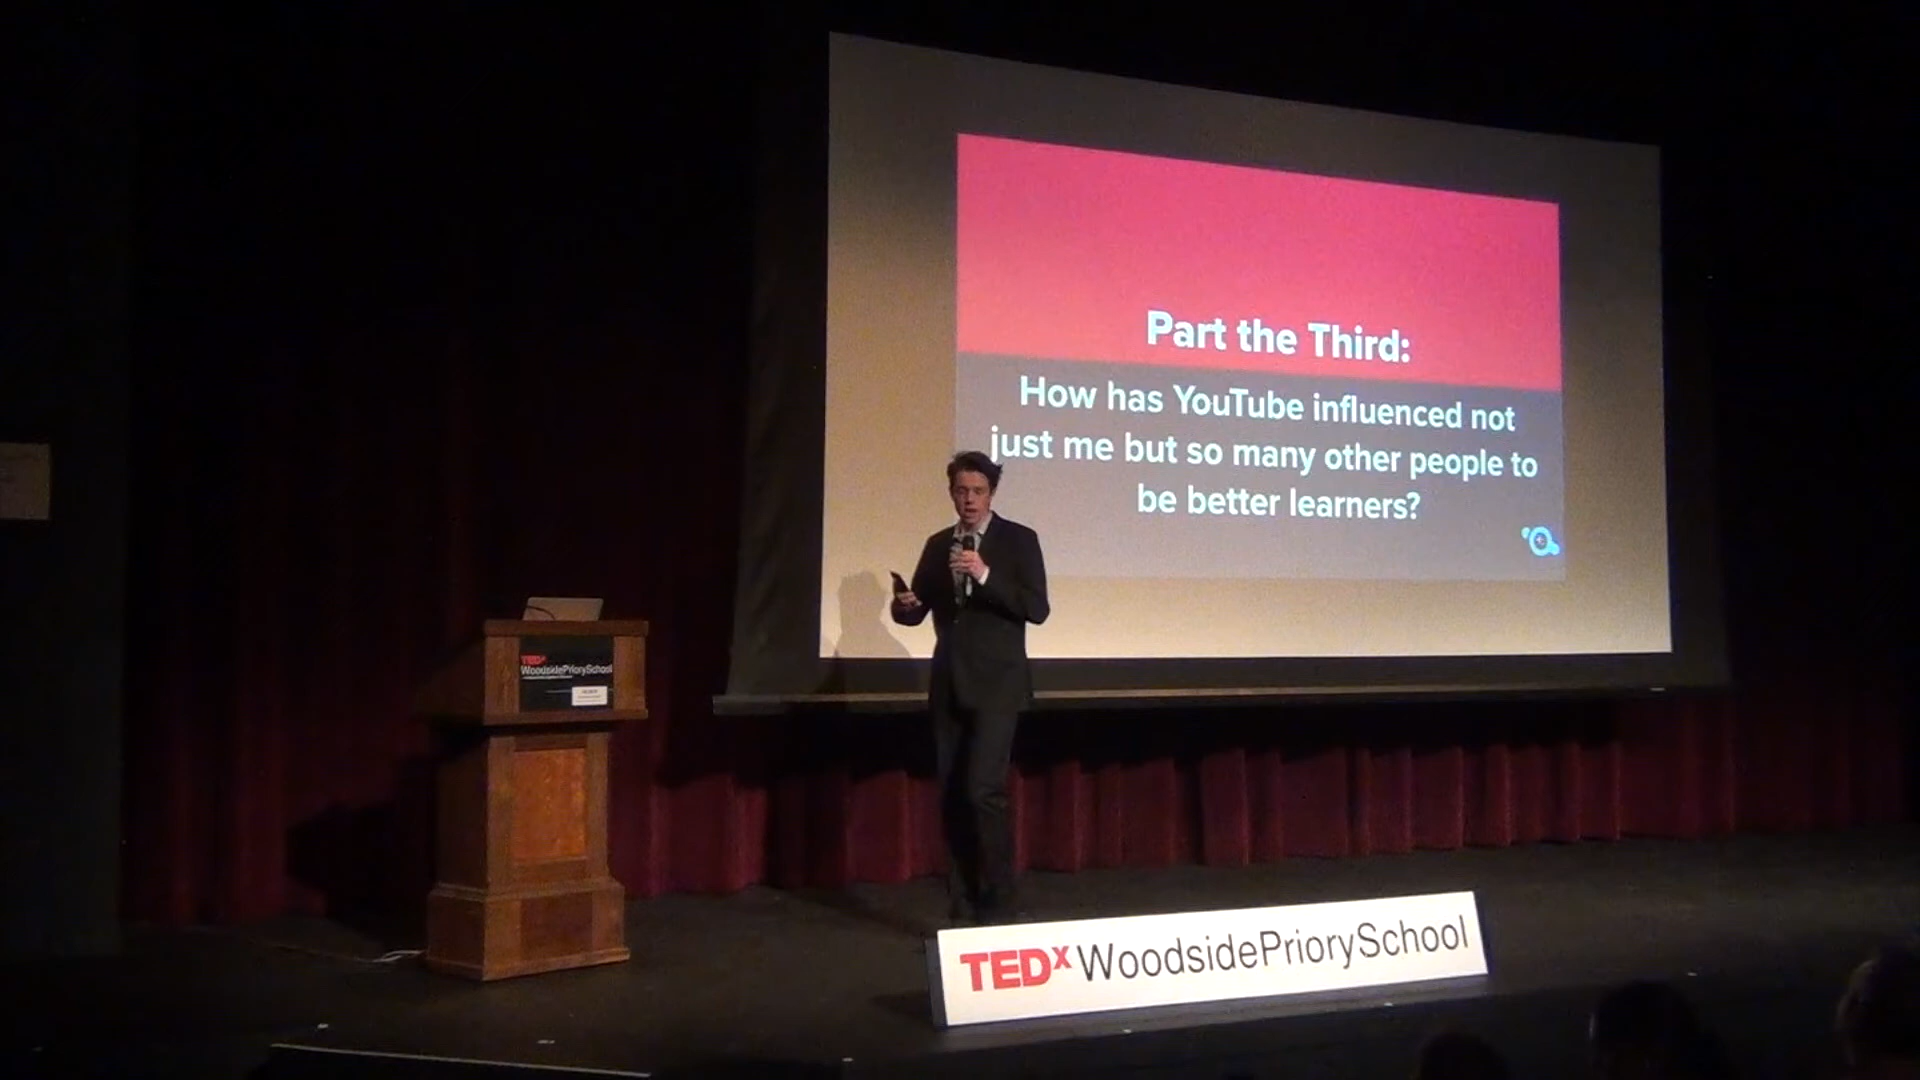 Part the Third:
How has YouTube influenced not
just me but so many other people to
be better learners?
TEDx
WoodsidePriorySchool
TEDxWoodsidePriorySchool